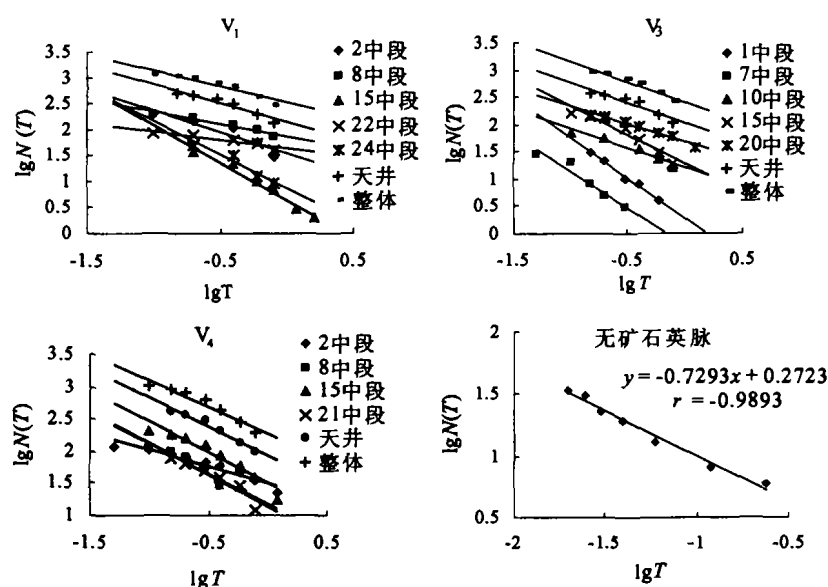 V₁
lgN(T)
3.5
3
2.5
2
1.5
1
0.5
0
-1.5
-0.5
0.5
lgT
2中段
8中段
15中段
22中段
24中段
天井
整体
V₃
lgN(T)
3.5
3
2.5
2
1.5
1
0.5
0
-1.5
-0.5
0.5
lgT
1中段
7中段
10中段
15中段
20中段
天井
整体
V₄
lgN(T)
3.5
3
2.5
2
1.5
1
-1.5
-0.5
0.5
lgT
2中段
8中段
15中段
21中段
天井
整体
无矿石英脉
y = -0.7293x + 0.2723
r = -0.9893
lgN(T)
2
1.5
1
0.5
-2
-1.5
-1
-0.5
lgT